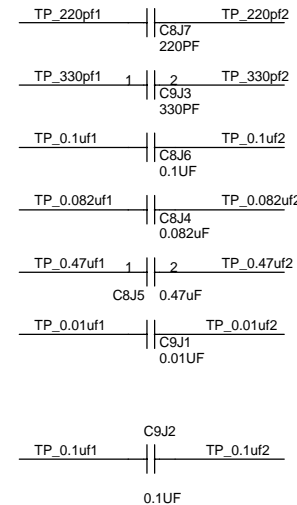 TP_220pf1 TP_220pf2
C8J7
220PF
TP_330pf1 1 2 TP_330pf2
C9J3
330PF
TP_0.1uf1 TP_0.1uf2
C8J6
0.1UF
TP_0.082uf1 TP_0.082uf2
C8J4
0.082uF
TP_0.47uf1 1 2 TP_0.47uf2
C8J5 0.47uF
TP_0.01uf1 TP_0.01uf2
C9J1
0.01UF
C9J2
TP_0.1uf1 TP_0.1uf2
0.1UF